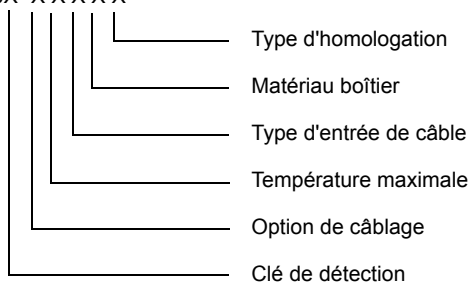 Type d'homologation
Matériau boîtier
Type d'entrée de câble
Température maximale
Option de câblage
Clé de détection